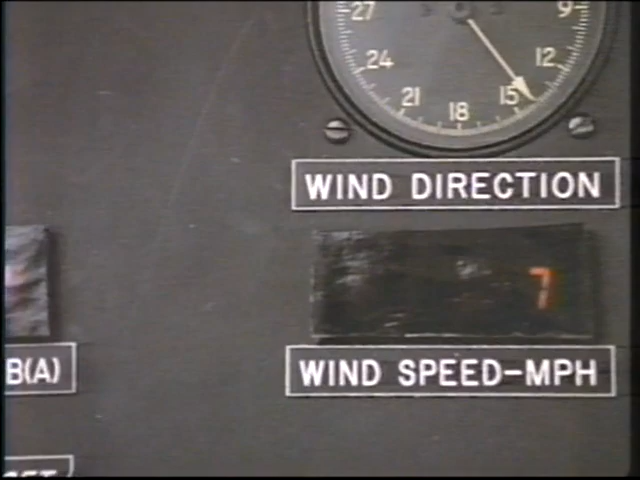 27 9
24 12
21 15
18
WIND DIRECTION
7
B(A)
WIND SPEED-MPH